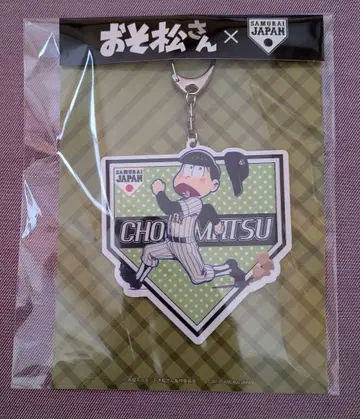 おそ松さん × SAMURAI JAPAN
SAMURAI
JAPAN
CHOROMATSU